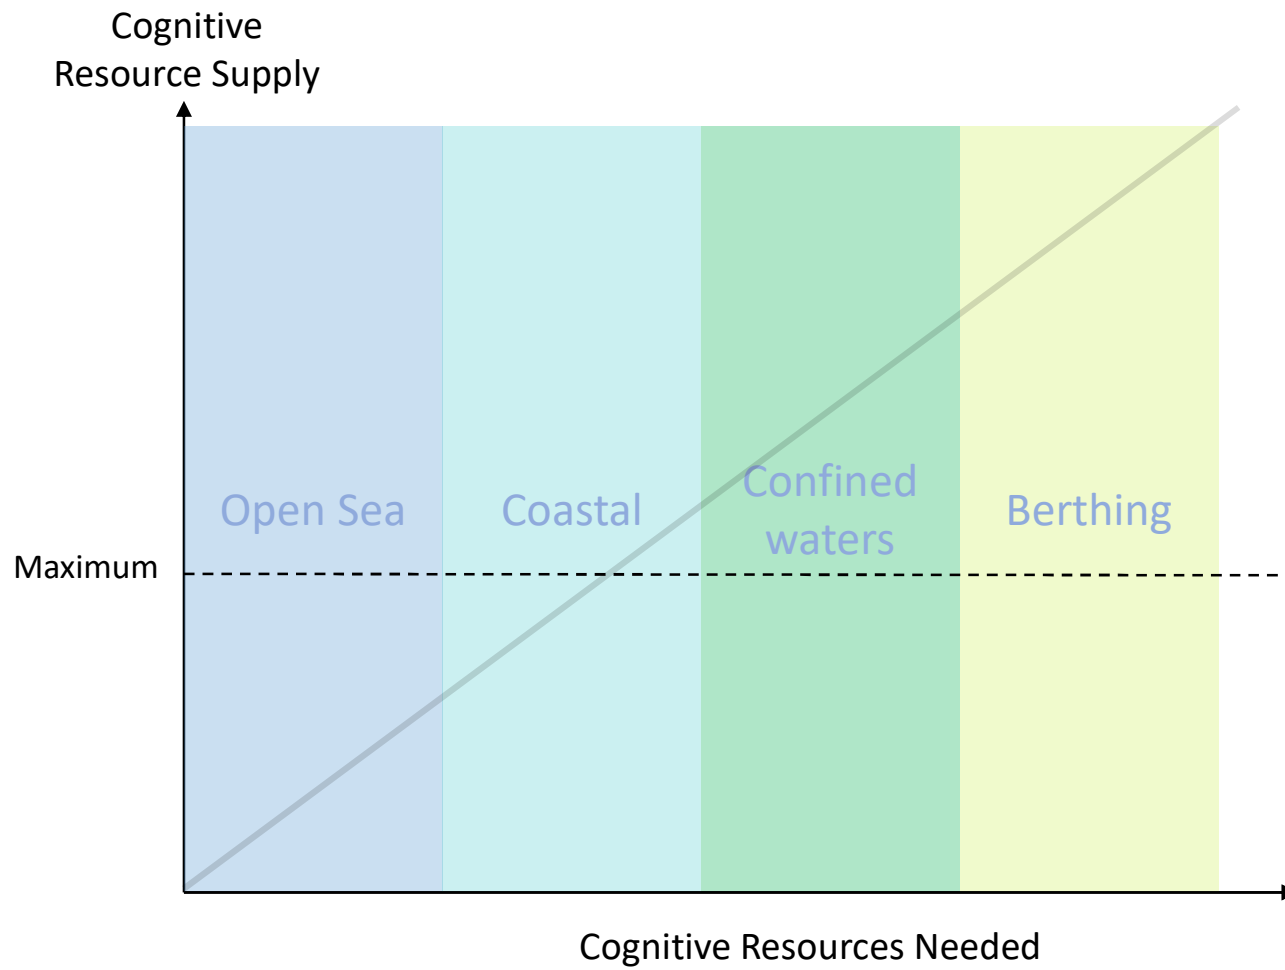 Cognitive
Resource Supply
Open Sea
Coastal
Confined
waters
Berthing
Maximum
Cognitive Resources Needed